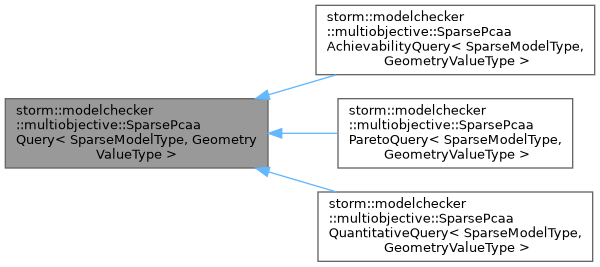 storm::modelchecker
::multiobjective::SparsePcaa
AchievabilityQuery< SparseModelType,
GeometryValueType >
storm::modelchecker
::multiobjective::SparsePcaa
Query< SparseModelType, Geometry
ValueType >
storm::modelchecker
::multiobjective::SparsePcaa
ParetoQuery< SparseModelType,
GeometryValueType >
storm::modelchecker
::multiobjective::SparsePcaa
QuantitativeQuery< SparseModelType,
GeometryValueType >